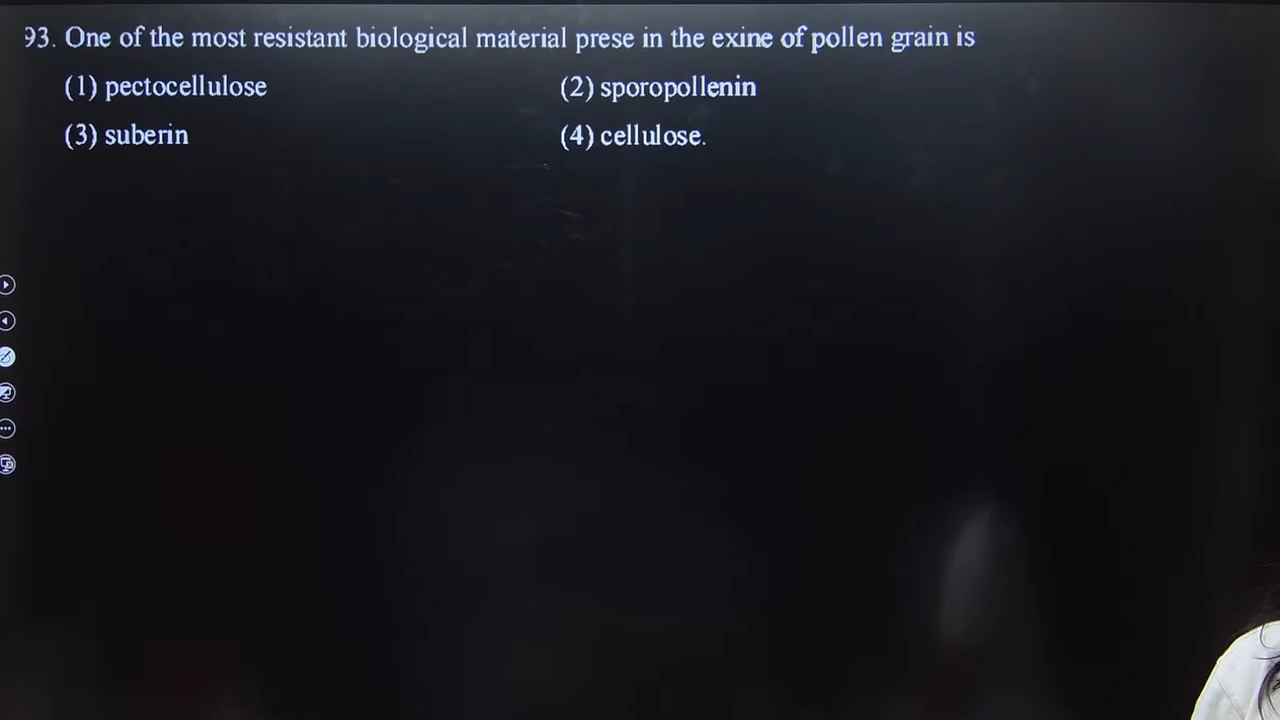 93. One of the most resistant biological material prese in the exine of pollen grain is
(1) pectocellulose (2) sporopollenin
(3) suberin (4) cellulose.